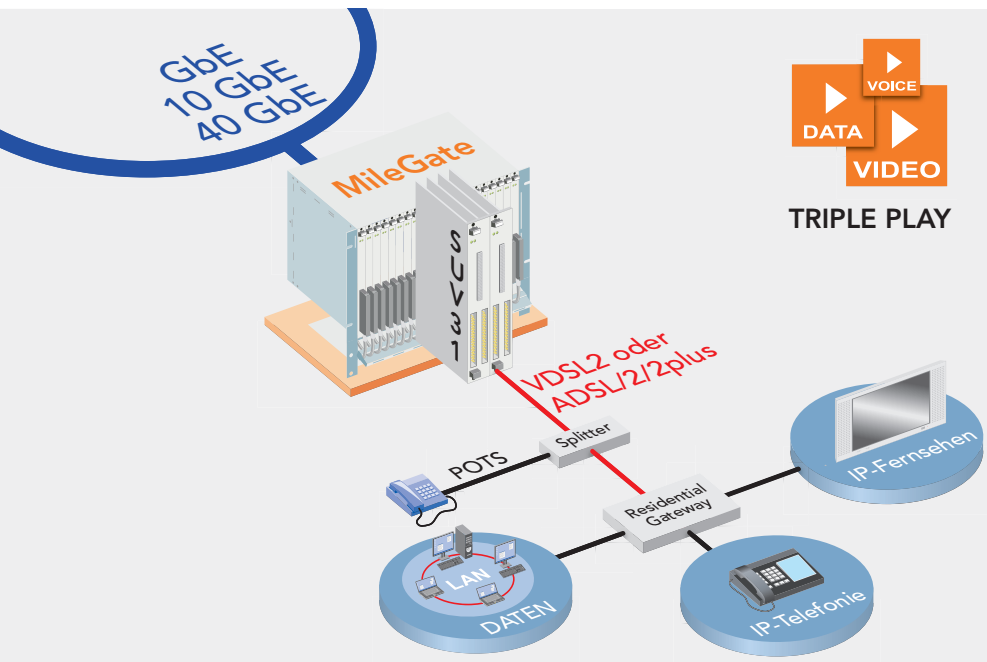 GbE
10 GbE
40 GbE
MileGate
SUV31
VOICE
DATA
VIDEO
TRIPLE PLAY
VDSL2 oder
ADSL/2/2plus
Splitter
POTS
IP-Fernsehen
Residential
Gateway
LAN
DATEN
IP-Telefonie